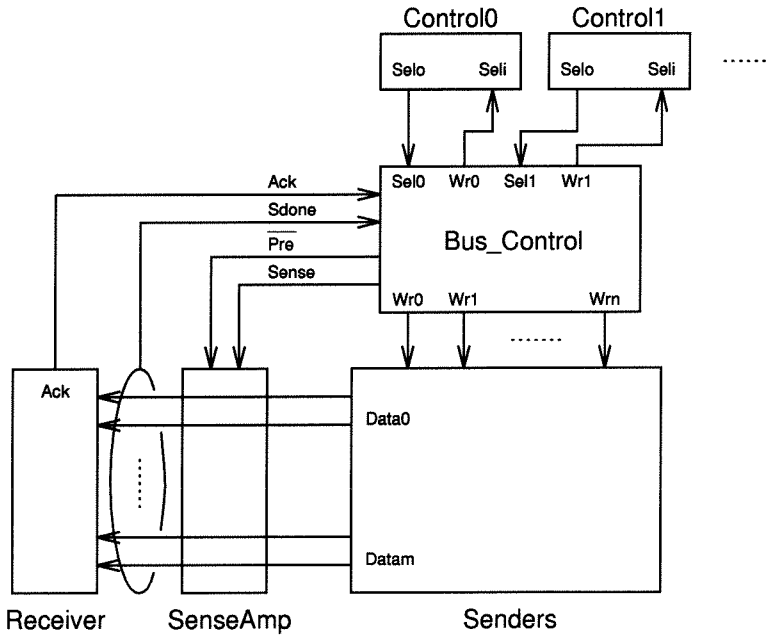 Control0 Control1
Selo Seli Selo Seli
Ack Sel0 Wr0 Sel1 Wr1
Sdone
Pre Bus_Control
Sense
Wr0 Wr1 Wrn
Ack
Data0
Datam
Receiver SenseAmp Senders